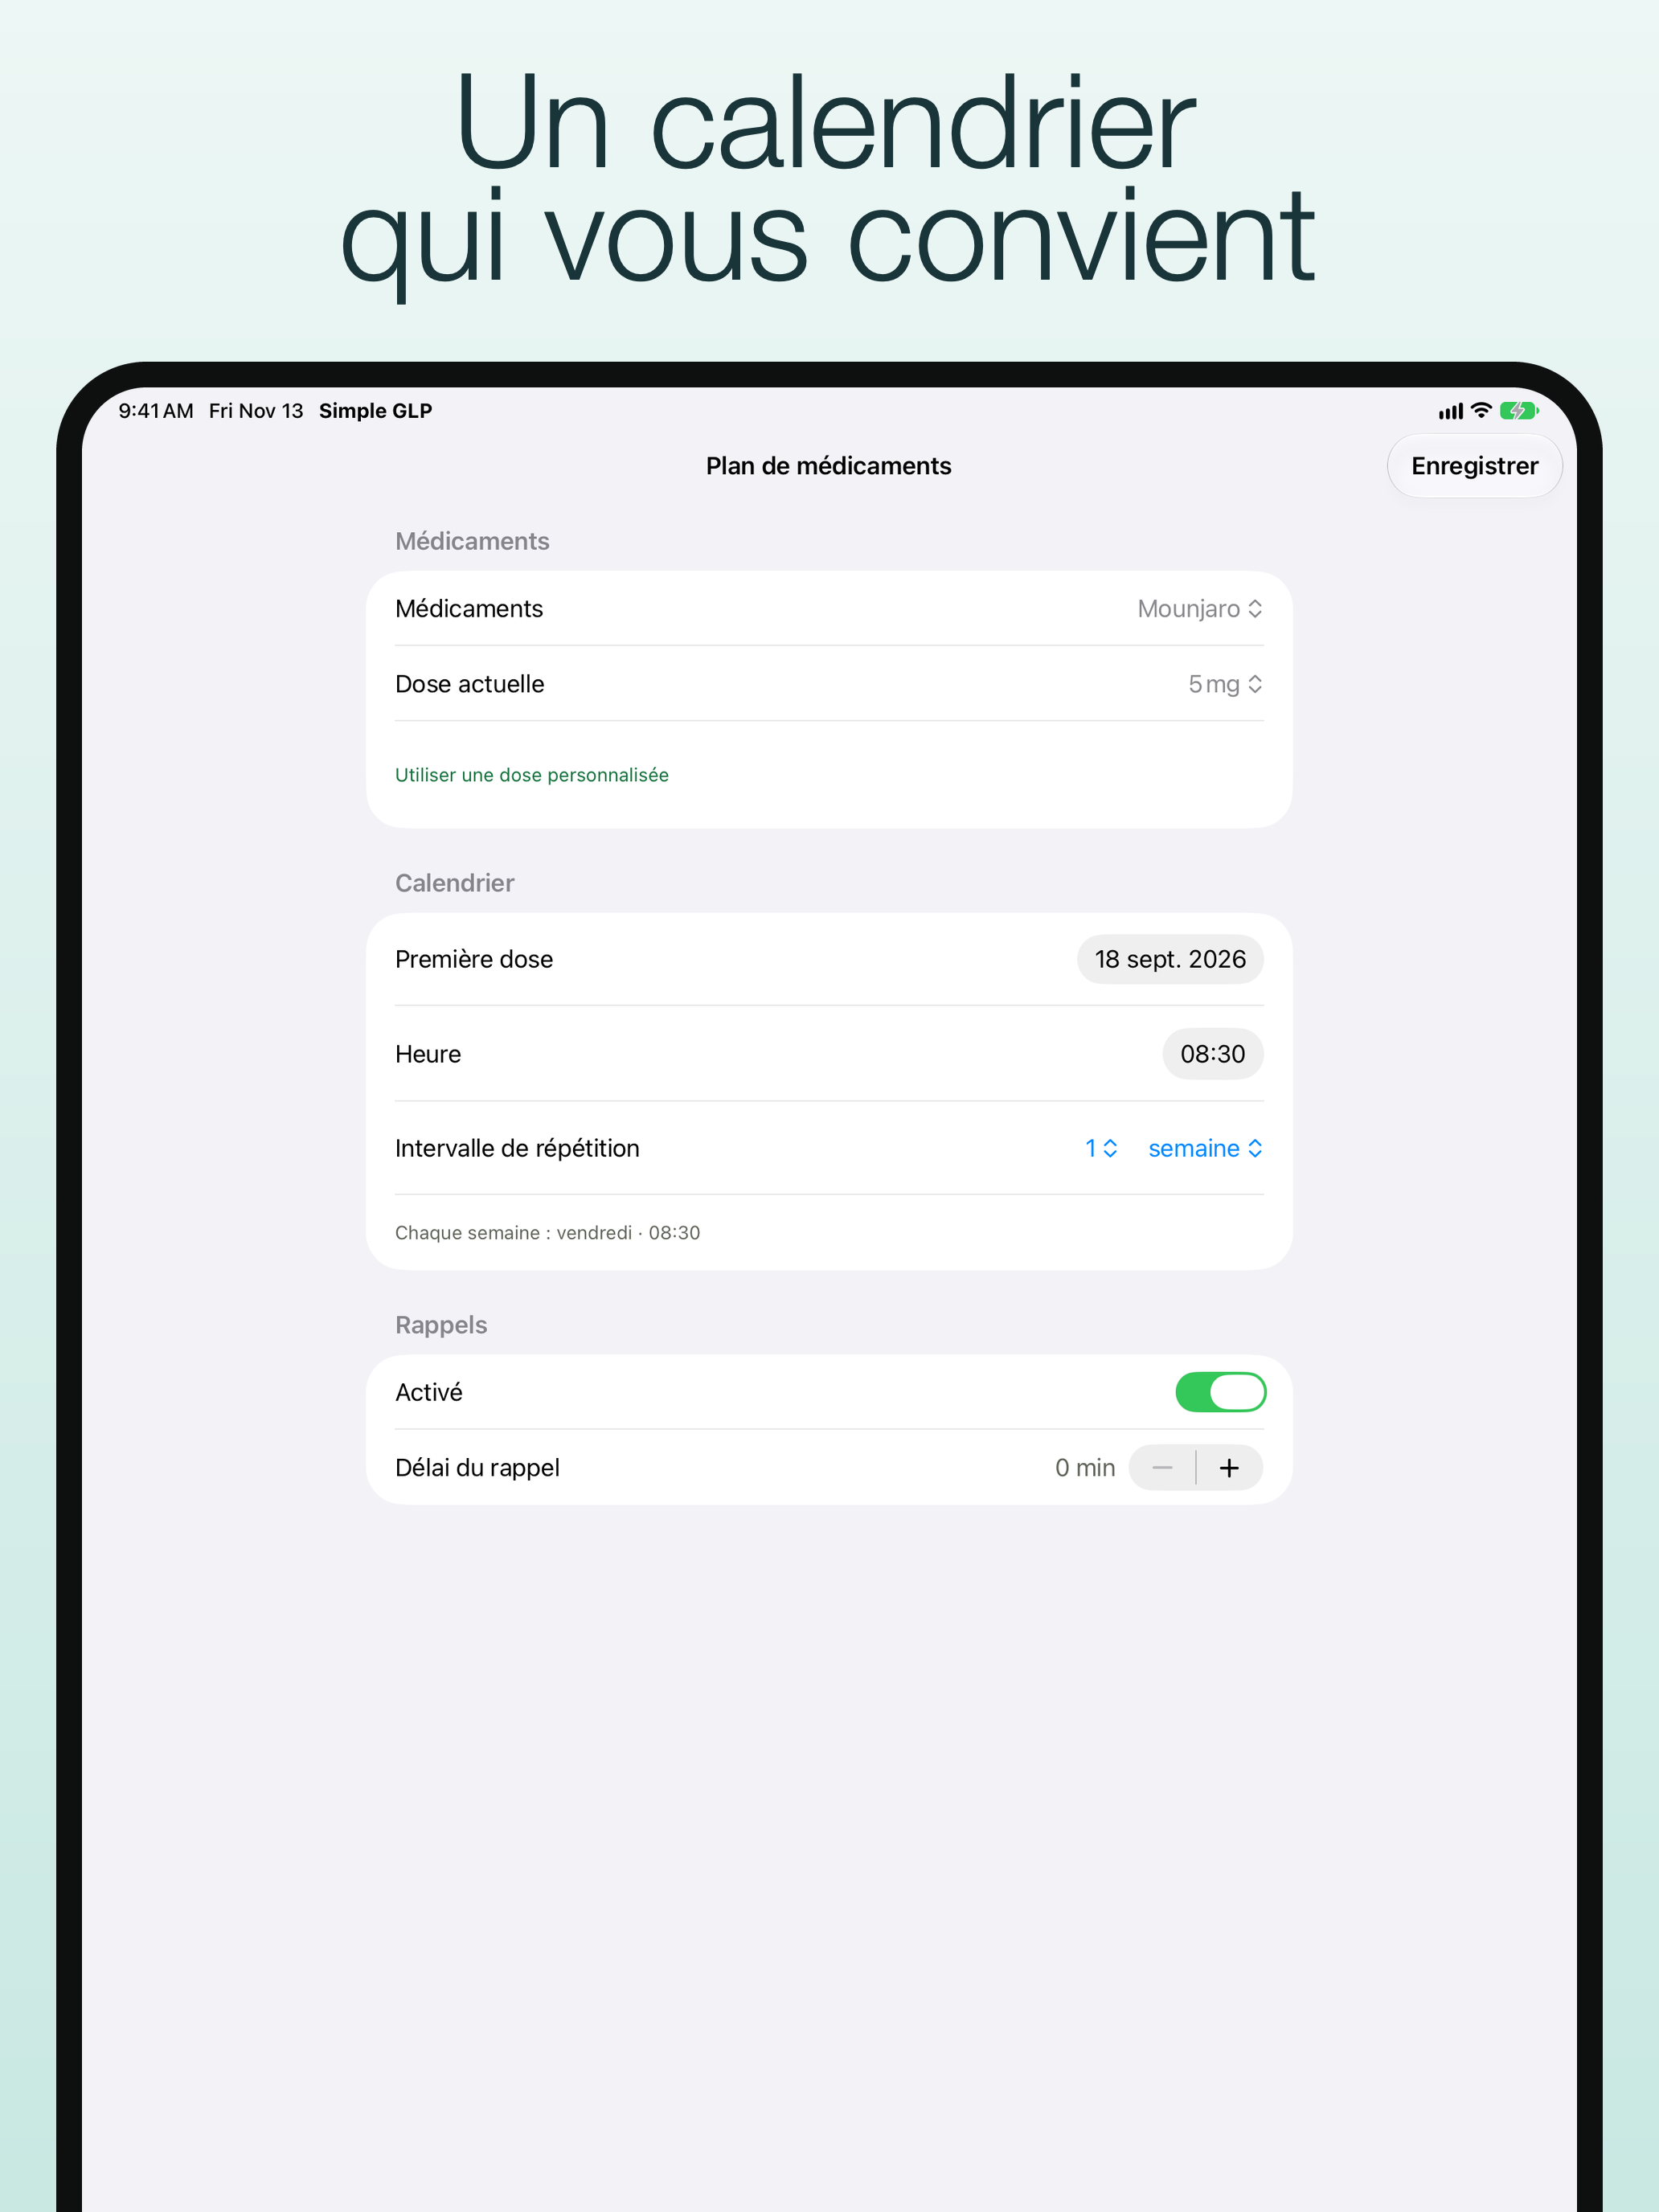 Un calendrier
qui vous convient
9:41 AM Fri Nov 13 Simple GLP
Plan de médicaments
Enregistrer
Médicaments
Médicaments Mounjaro
Dose actuelle 5 mg
Utiliser une dose personnalisée
Calendrier
Première dose 18 sept. 2026
Heure 08:30
Intervalle de répétition 1 semaine
Chaque semaine : vendredi · 08:30
Rappels
Activé
Délai du rappel 0 min